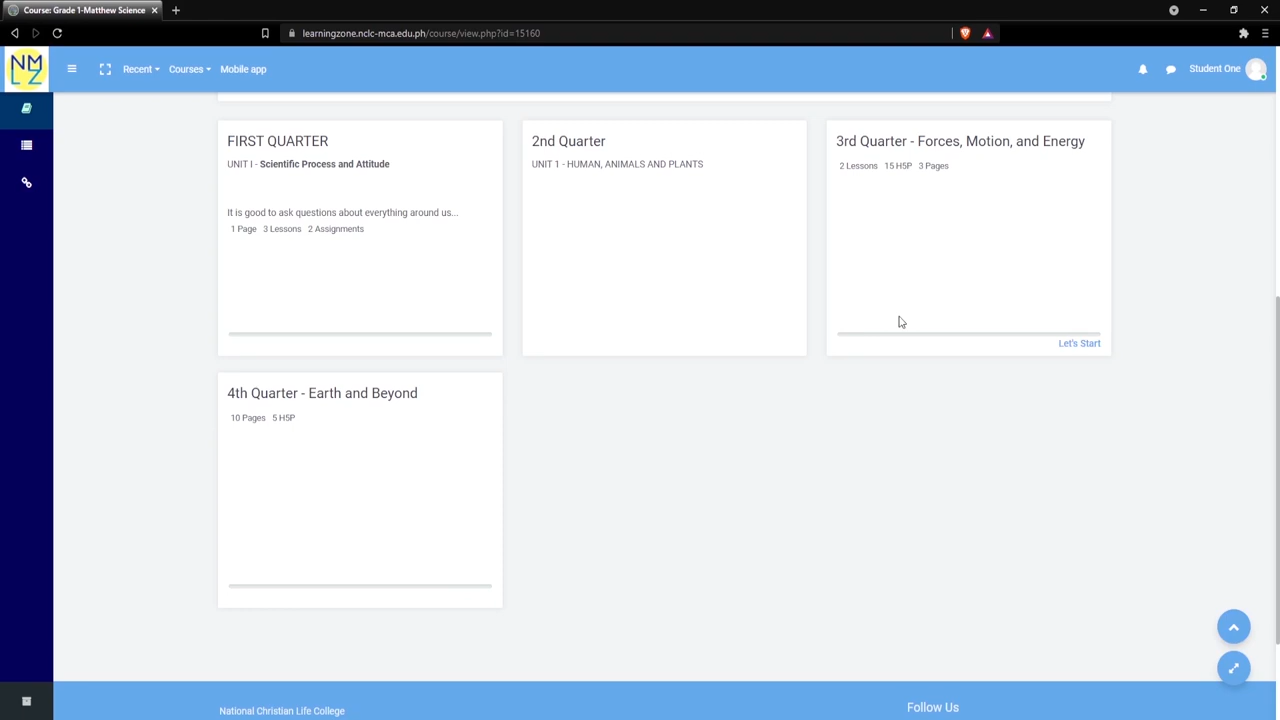 Course: Grade 1-Matthew Science
learningzone.nclc-mca.edu.ph/course/view.php?id=15160
NM
LZ
Recent
Courses
Mobile app
Student One
FIRST QUARTER
UNIT I - Scientific Process and Attitude
It is good to ask questions about everything around us...
1 Page 3 Lessons 2 Assignments
2nd Quarter
UNIT 1 - HUMAN, ANIMALS AND PLANTS
3rd Quarter - Forces, Motion, and Energy
2 Lessons 15 H5P 3 Pages
Let's Start
4th Quarter - Earth and Beyond
10 Pages 5 H5P
National Christian Life College
Follow Us